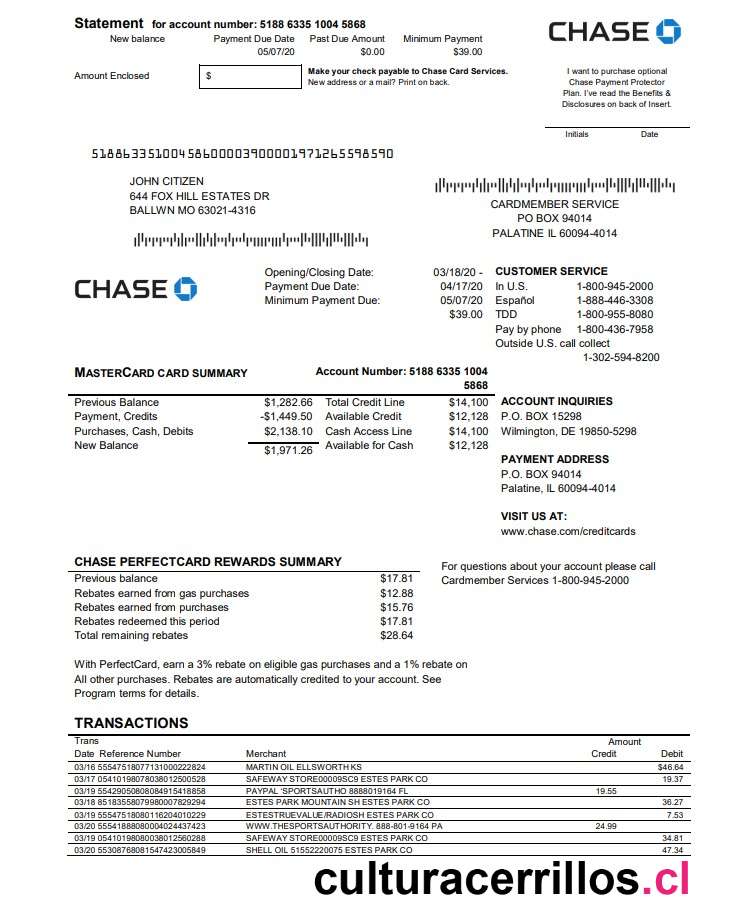 Statement for account number: 5188 6335 1004 5868
New balance Payment Due Date Past Due Amount Minimum Payment
05/07/20 $0.00 $39.00
Amount Enclosed $ Make your check payable to Chase Card Services.
New address or a mail? Print on back.
CHASE
I want to purchase optional
Chase Payment Protector
Plan. I've read the Benefits &
Disclosures on back of Insert.
Initials Date
51886335100458600003900001971265598590
JOHN CITIZEN
644 FOX HILL ESTATES DR
BALLWN MO 63021-4316
CARDMEMBER SERVICE
PO BOX 94014
PALATINE IL 60094-4014
CHASE
Opening/Closing Date: 03/18/20 -
Payment Due Date: 04/17/20
Minimum Payment Due: 05/07/20
$39.00
CUSTOMER SERVICE
In U.S. 1-800-945-2000
Español 1-888-446-3308
TDD 1-800-955-8080
Pay by phone 1-800-436-7958
Outside U.S. call collect
1-302-594-8200
MASTERCARD CARD SUMMARY Account Number: 5188 6335 1004
5868
Previous Balance $1,282.66 Total Credit Line $14,100
Payment, Credits -$1,449.50 Available Credit $12,128
Purchases, Cash, Debits $2,138.10 Cash Access Line $14,100
New Balance $1,971.26 Available for Cash $12,128
ACCOUNT INQUIRIES
P.O. BOX 15298
Wilmington, DE 19850-5298
PAYMENT ADDRESS
P.O. BOX 94014
Palatine, IL 60094-4014
VISIT US AT:
www.chase.com/creditcards
CHASE PERFECTCARD REWARDS SUMMARY
Previous balance $17.81
Rebates earned from gas purchases $12.88
Rebates earned from purchases $15.76
Rebates redeemed this period $17.81
Total remaining rebates $28.64
For questions about your account please call
Cardmember Services 1-800-945-2000
With PerfectCard, earn a 3% rebate on eligible gas purchases and a 1% rebate on
All other purchases. Rebates are automatically credited to your account. See
Program terms for details.
TRANSACTIONS
Trans Amount
Date Reference Number Merchant Credit Debit
03/16 55547518077131000222824 MARTIN OIL ELLSWORTH KS $46.64
03/17 05410198078038012500528 SAFEWAY STORE00009SC9 ESTES PARK CO 19.37
03/19 55429050808084915418858 PAYPAL 'SPORTSAUTHO 8888019164 FL 19.55
03/18 85183558079980007829294 ESTES PARK MOUNTAIN SH ESTES PARK CO 36.27
03/19 55547518080116204010229 ESTESTRUEVALUE/RADIOSH ESTES PARK CO 7.53
03/20 55541888080004024437423 WWW.THESPORTSAUTHORITY. 888-801-9164 PA 24.99
03/19 05410198080038012560288 SAFEWAY STORE00009SC9 ESTES PARK CO 34.81
03/20 55308768081547423005849 SHELL OIL 51552220075 ESTES PARK CO 47.34
culturacerrillos.cl